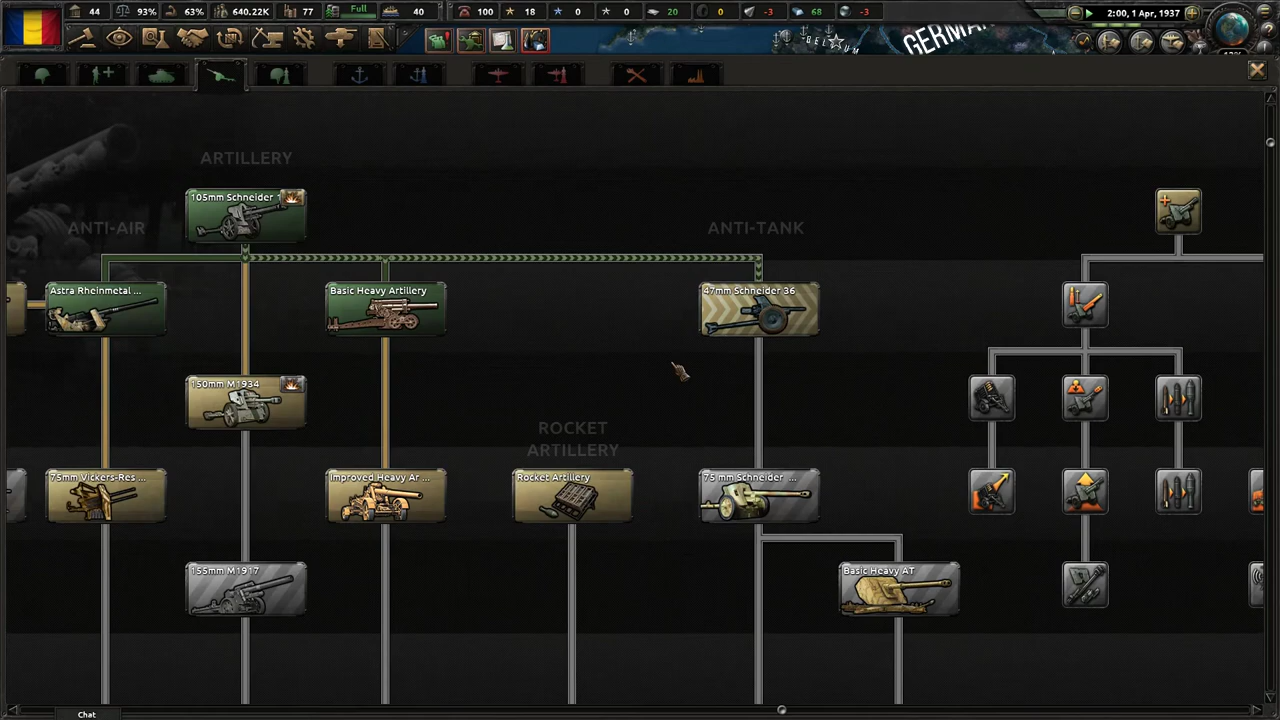 44 93% 63% 640.22K 77 Full 40 100 18 0 0 20 0 -3 68 -3 2:00, 1 Apr, 1937
BELGIUM
ARTILLERY
105mm Schneider
ANTI-AIR
ANTI-TANK
Astra Rheinmetal ...
Basic Heavy Artillery
47mm Schneider 36
150mm M1934
ROCKET
ARTILLERY
75mm Vickers-Res ...
Improved Heavy Ar ...
Rocket Artillery
75 mm Schneider ...
155mm M1917
Basic Heavy AT
Chat